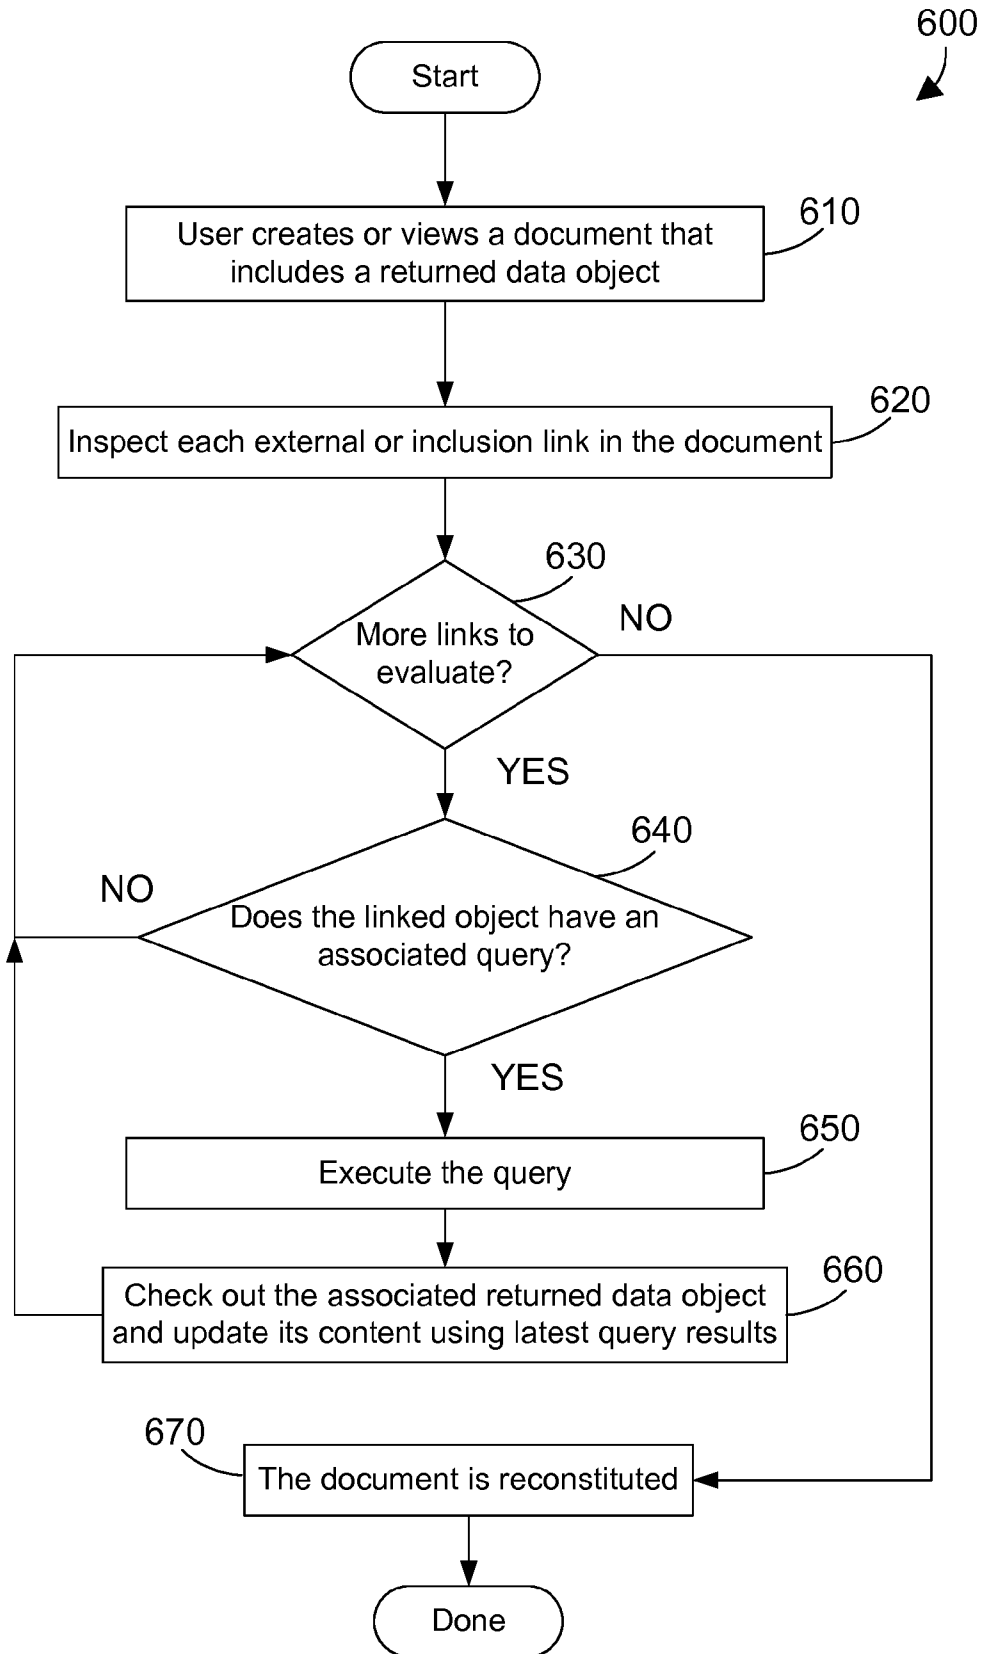 600
Start
610
User creates or views a document that
includes a returned data object
620
Inspect each external or inclusion link in the document
630
NO
More links to
evaluate?
YES
640
NO
Does the linked object have an
associated query?
YES
650
Execute the query
660
Check out the associated returned data object
and update its content using latest query results
670
The document is reconstituted
Done